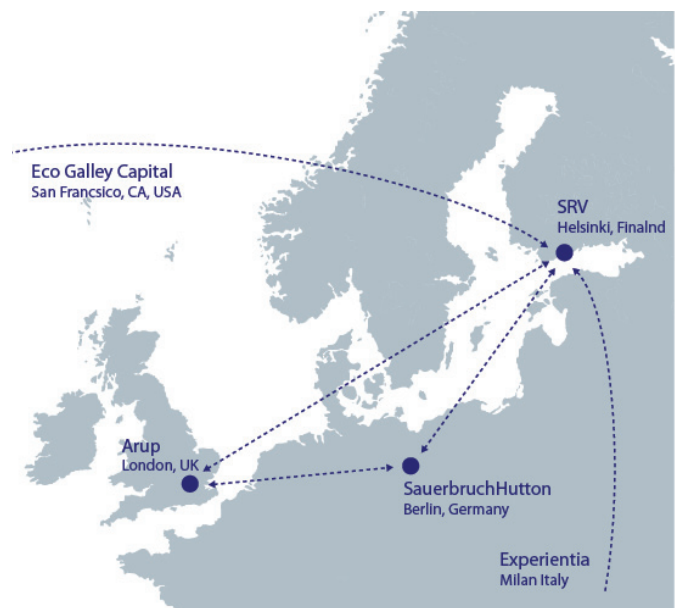 Eco Galley Capital
San Francsico, CA, USA
SRV
Helsinki, Finalnd
Arup
London, UK
SauerbruchHutton
Berlin, Germany
Experientia
Milan Italy